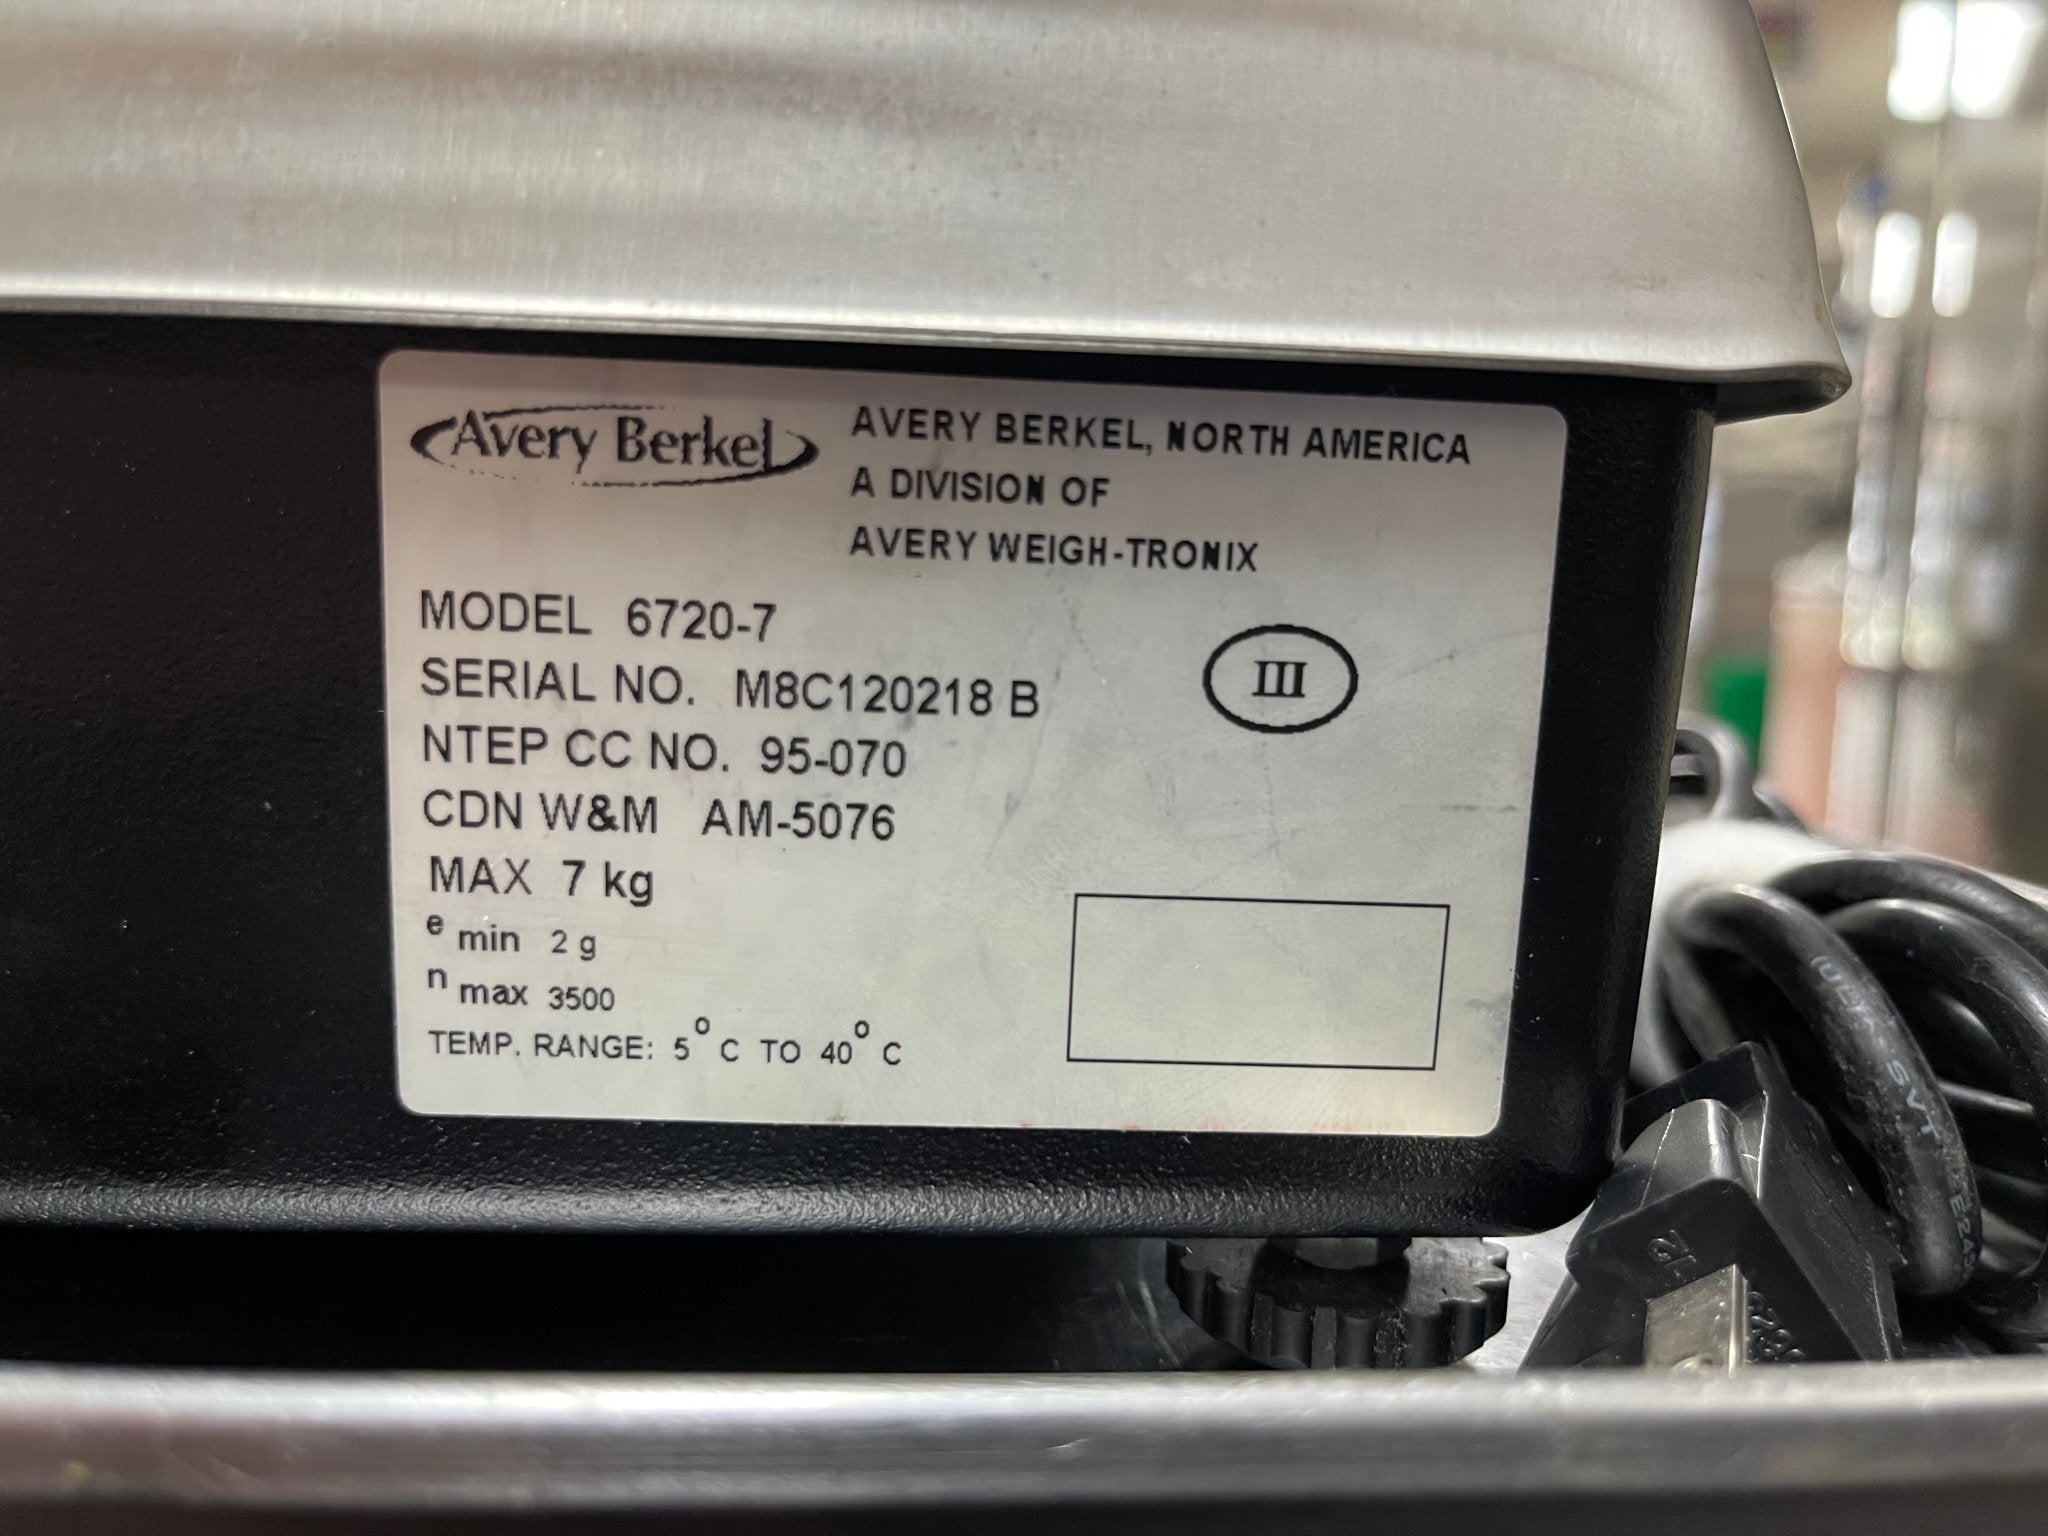 Avery Berkel
AVERY BERKEL, NORTH AMERICA
A DIVISION OF
AVERY WEIGH-TRONIX
MODEL 6720-7
SERIAL NO. M8C120218 B
NTEP CC NO. 95-070
CDN W&M AM-5076
MAX 7 kg
e min 2 g
n max 3500
TEMP. RANGE: 5° C TO 40° C
III
SVT
12